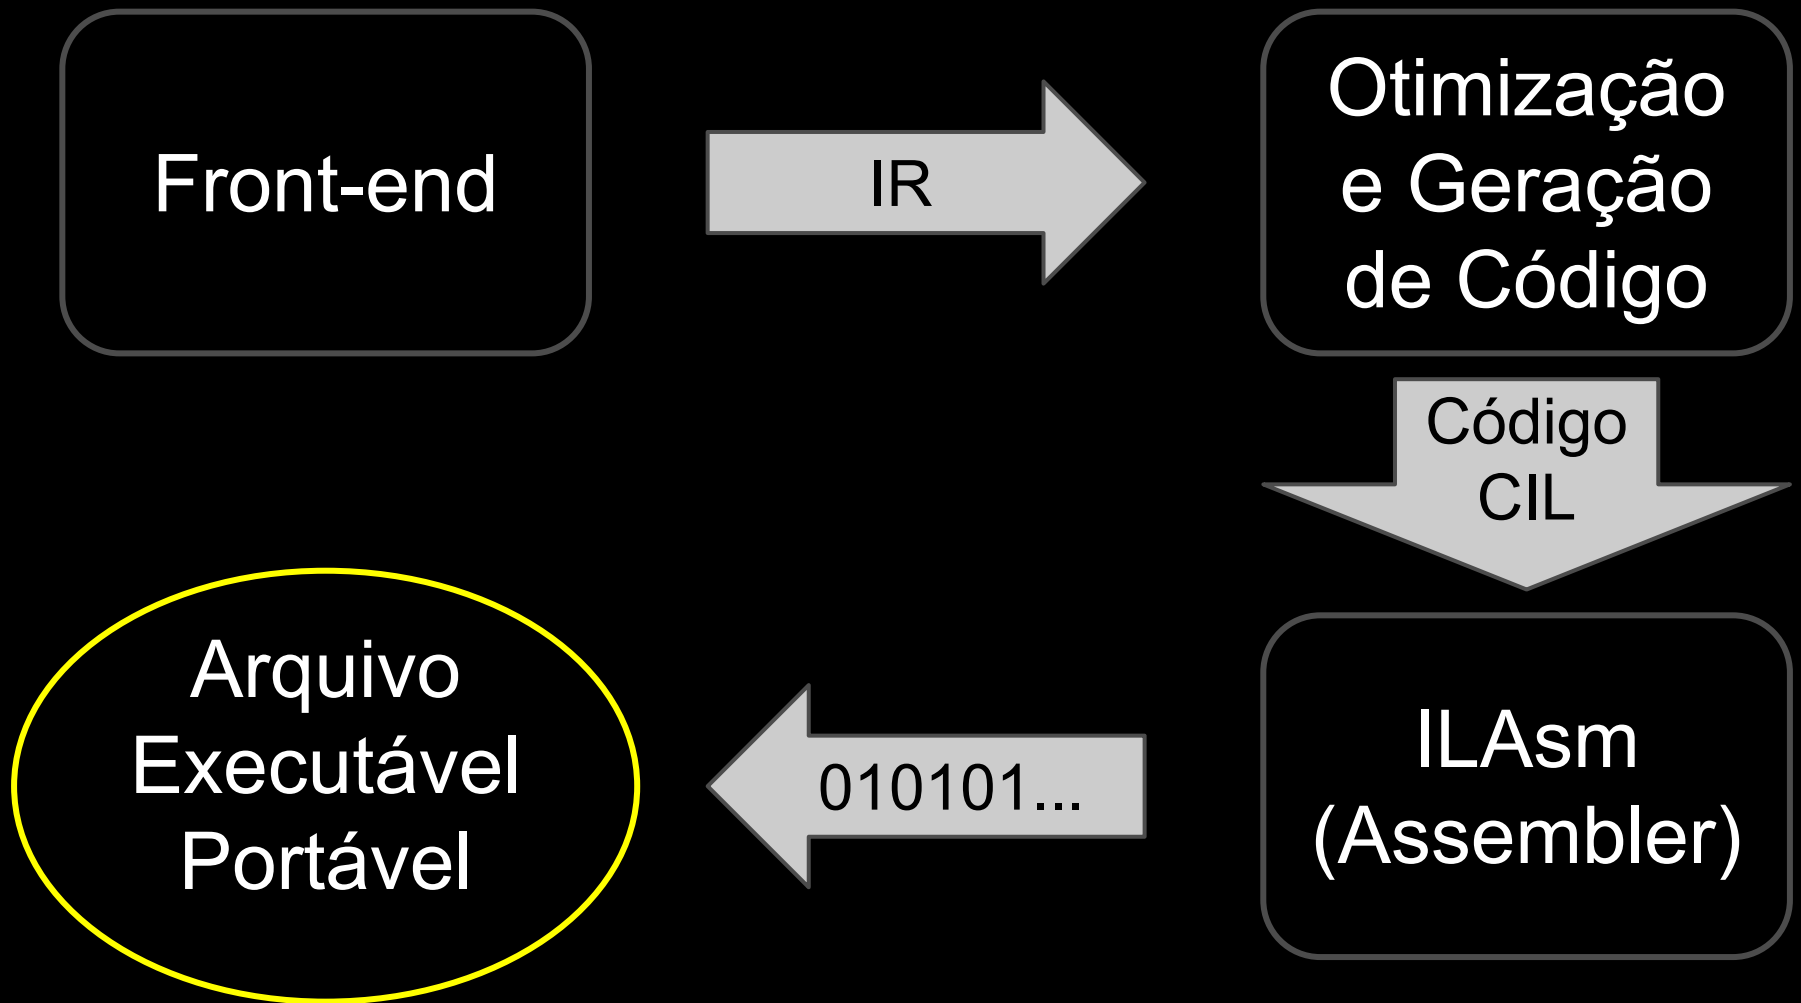 Front-end
IR
Otimização
e Geração
de Código
Código
CIL
ILAsm
(Assembler)
010101...
Arquivo
Executável
Portável